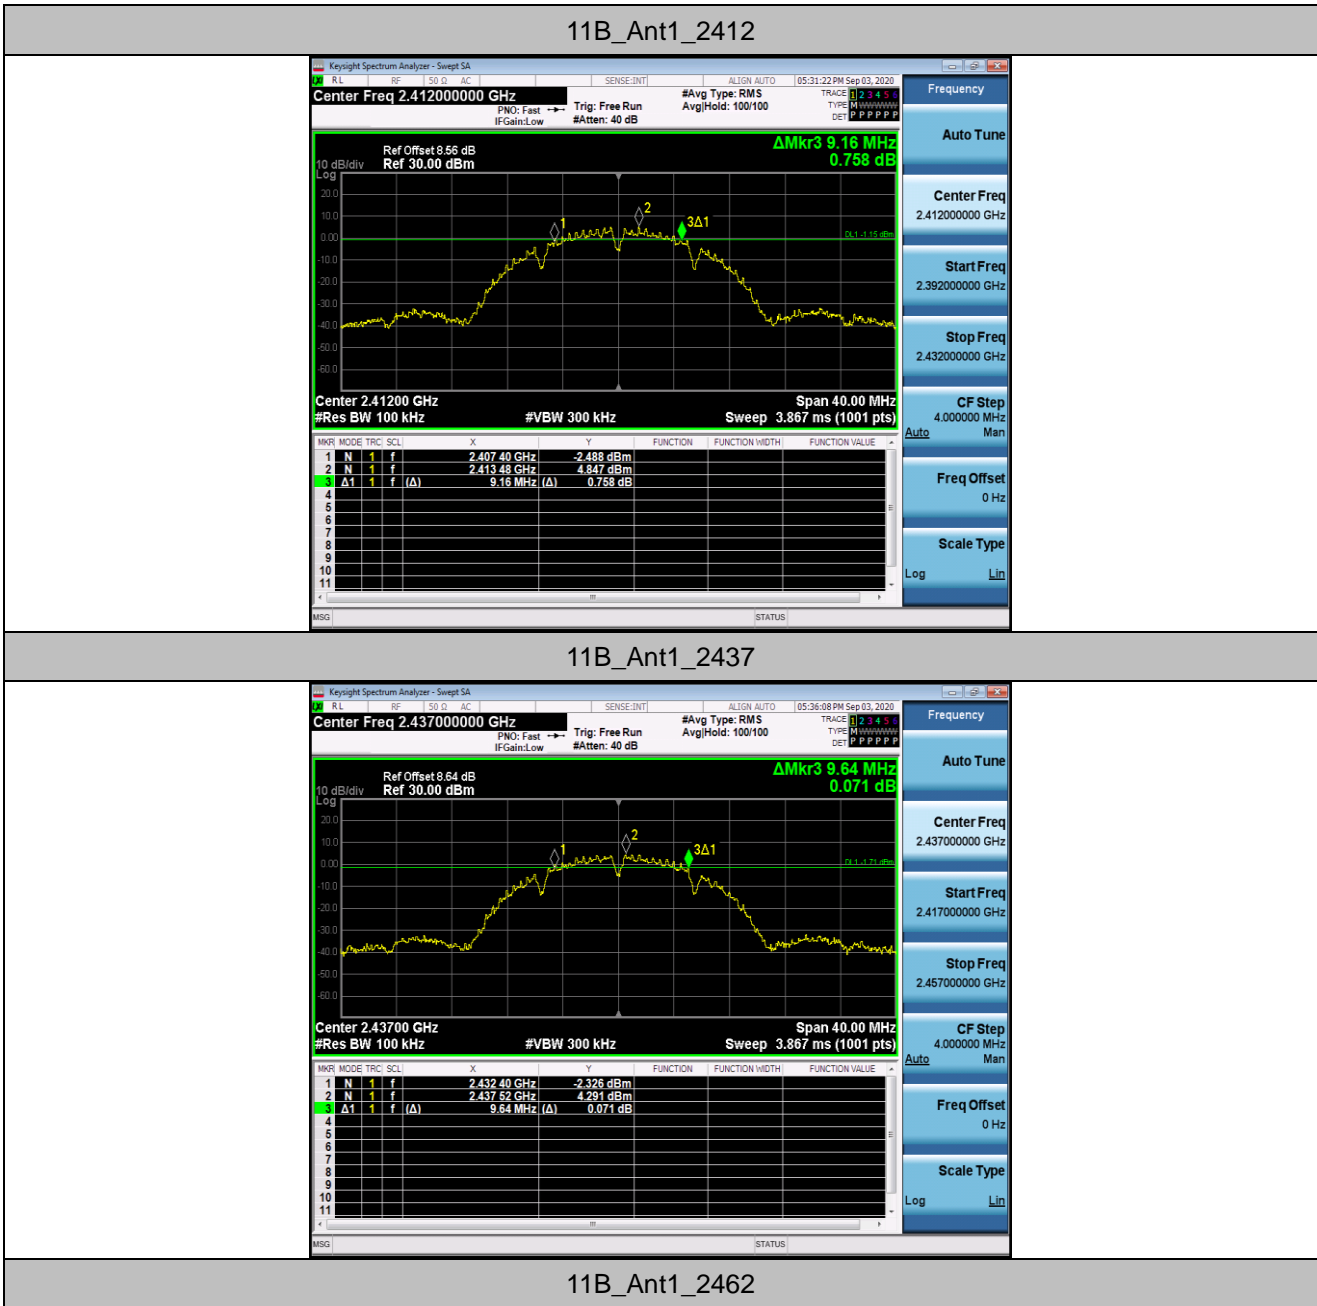 11B_Ant1_2412
Keysight Spectrum Analyzer - Swept SA
RL RF 50 Ω AC SENSE:INT ALIGN AUTO 05:31:22 PM Sep 03, 2020
Center Freq 2.412000000 GHz
PNO: Fast
IFGain:Low
Trig: Free Run
#Atten: 40 dB
#Avg Type: RMS
Avg|Hold: 100/100
TRACE 1 2 3 4 5 6
TYPE M WWWWW
DET P P P P P P
Frequency
Auto Tune
Center Freq
2.412000000 GHz
Start Freq
2.392000000 GHz
Stop Freq
2.432000000 GHz
CF Step
4.000000 MHz
Auto Man
Freq Offset
0 Hz
Scale Type
Log Lin
ΔMkr3 9.16 MHz
0.758 dB
Ref Offset 8.56 dB
10 dB/div Ref 30.00 dBm
Log
20.0
10.0
0.00
-10.0
-20.0
-30.0
-40.0
-50.0
-60.0
1
2
3Δ1
DL1 -1.15 dBm
Center 2.41200 GHz Span 40.00 MHz
#Res BW 100 kHz #VBW 300 kHz Sweep 3.867 ms (1001 pts)
MKR MODE TRC SCL X Y FUNCTION FUNCTION WIDTH FUNCTION VALUE
1 N 1 f 2.407 40 GHz -2.488 dBm
2 N 1 f 2.413 48 GHz 4.847 dBm
3 Δ1 1 f (Δ) 9.16 MHz (Δ) 0.758 dB
4
5
6
7
8
9
10
11
MSG STATUS
11B_Ant1_2437
Keysight Spectrum Analyzer - Swept SA
RL RF 50 Ω AC SENSE:INT ALIGN AUTO 05:36:08 PM Sep 03, 2020
Center Freq 2.437000000 GHz
PNO: Fast
IFGain:Low
Trig: Free Run
#Atten: 40 dB
#Avg Type: RMS
Avg|Hold: 100/100
TRACE 1 2 3 4 5 6
TYPE M WWWWW
DET P P P P P P
Frequency
Auto Tune
Center Freq
2.437000000 GHz
Start Freq
2.417000000 GHz
Stop Freq
2.457000000 GHz
CF Step
4.000000 MHz
Auto Man
Freq Offset
0 Hz
Scale Type
Log Lin
ΔMkr3 9.64 MHz
0.071 dB
Ref Offset 8.64 dB
10 dB/div Ref 30.00 dBm
Log
20.0
10.0
0.00
-10.0
-20.0
-30.0
-40.0
-50.0
-60.0
1
2
3Δ1
DL1 -1.71 dBm
Center 2.43700 GHz Span 40.00 MHz
#Res BW 100 kHz #VBW 300 kHz Sweep 3.867 ms (1001 pts)
MKR MODE TRC SCL X Y FUNCTION FUNCTION WIDTH FUNCTION VALUE
1 N 1 f 2.432 40 GHz -2.326 dBm
2 N 1 f 2.437 52 GHz 4.291 dBm
3 Δ1 1 f (Δ) 9.64 MHz (Δ) 0.071 dB
4
5
6
7
8
9
10
11
MSG STATUS
11B_Ant1_2462